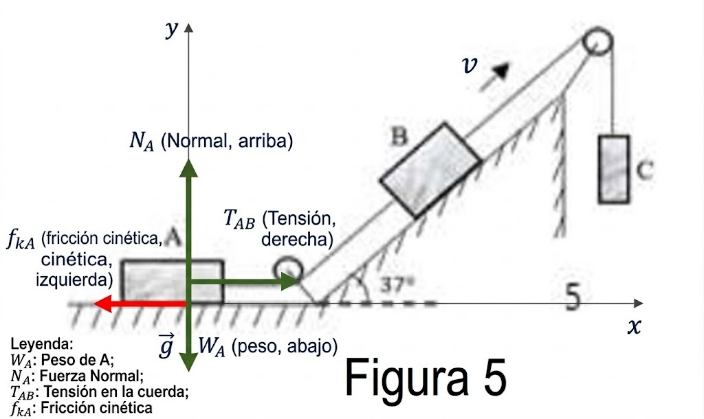 y
v
N_A (Normal, arriba)
B
C
T_AB (Tensión,
derecha)
f_kA (fricción cinética,
cinética,
izquierda)
A
37°
5
x
g⃗
W_A (peso, abajo)
Leyenda:
W_A: Peso de A;
N_A: Fuerza Normal;
T_AB: Tensión en la cuerda;
f_kA: Fricción cinética
Figura 5